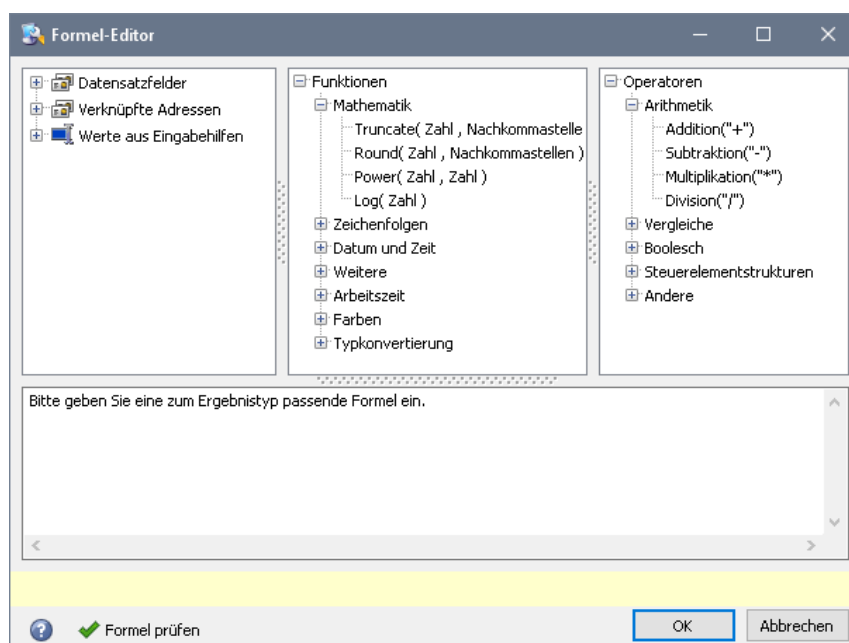 Formel-Editor
Datensatzfelder
Verknüpfte Adressen
Werte aus Eingabehilfen
Funktionen
Mathematik
Truncate( Zahl , Nachkommastelle
Round( Zahl , Nachkommastellen )
Power( Zahl , Zahl )
Log( Zahl )
Zeichenfolgen
Datum und Zeit
Weitere
Arbeitszeit
Farben
Typkonvertierung
Operatoren
Arithmetik
Addition("+")
Subtraktion("-")
Multiplikation("*")
Division("/")
Vergleiche
Boolesch
Steuerelementstrukturen
Andere
Bitte geben Sie eine zum Ergebnistyp passende Formel ein.
Formel prüfen
OK
Abbrechen